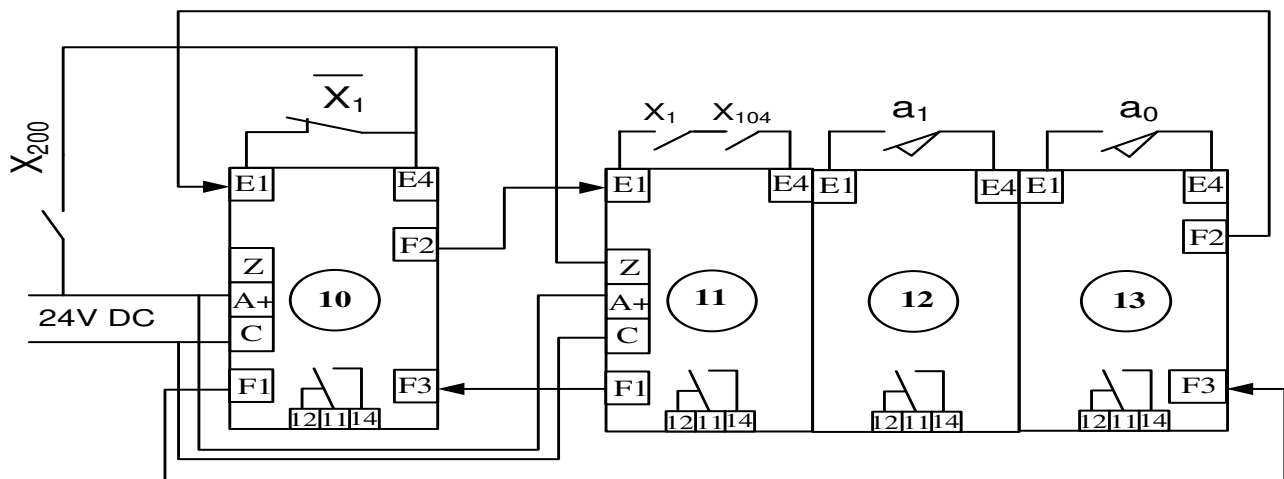 X̅₁
X₂₀₀
X₁ X₁₀₄
a₁
a₀
E1 E4
E1 E4
E1 E4
E1 E4
F2
F2
Z
A+
C
24V DC
10
Z
A+
C
11
12
13
F1
F3
F1
F3
12 11 14
12 11 14
12 11 14
12 11 14